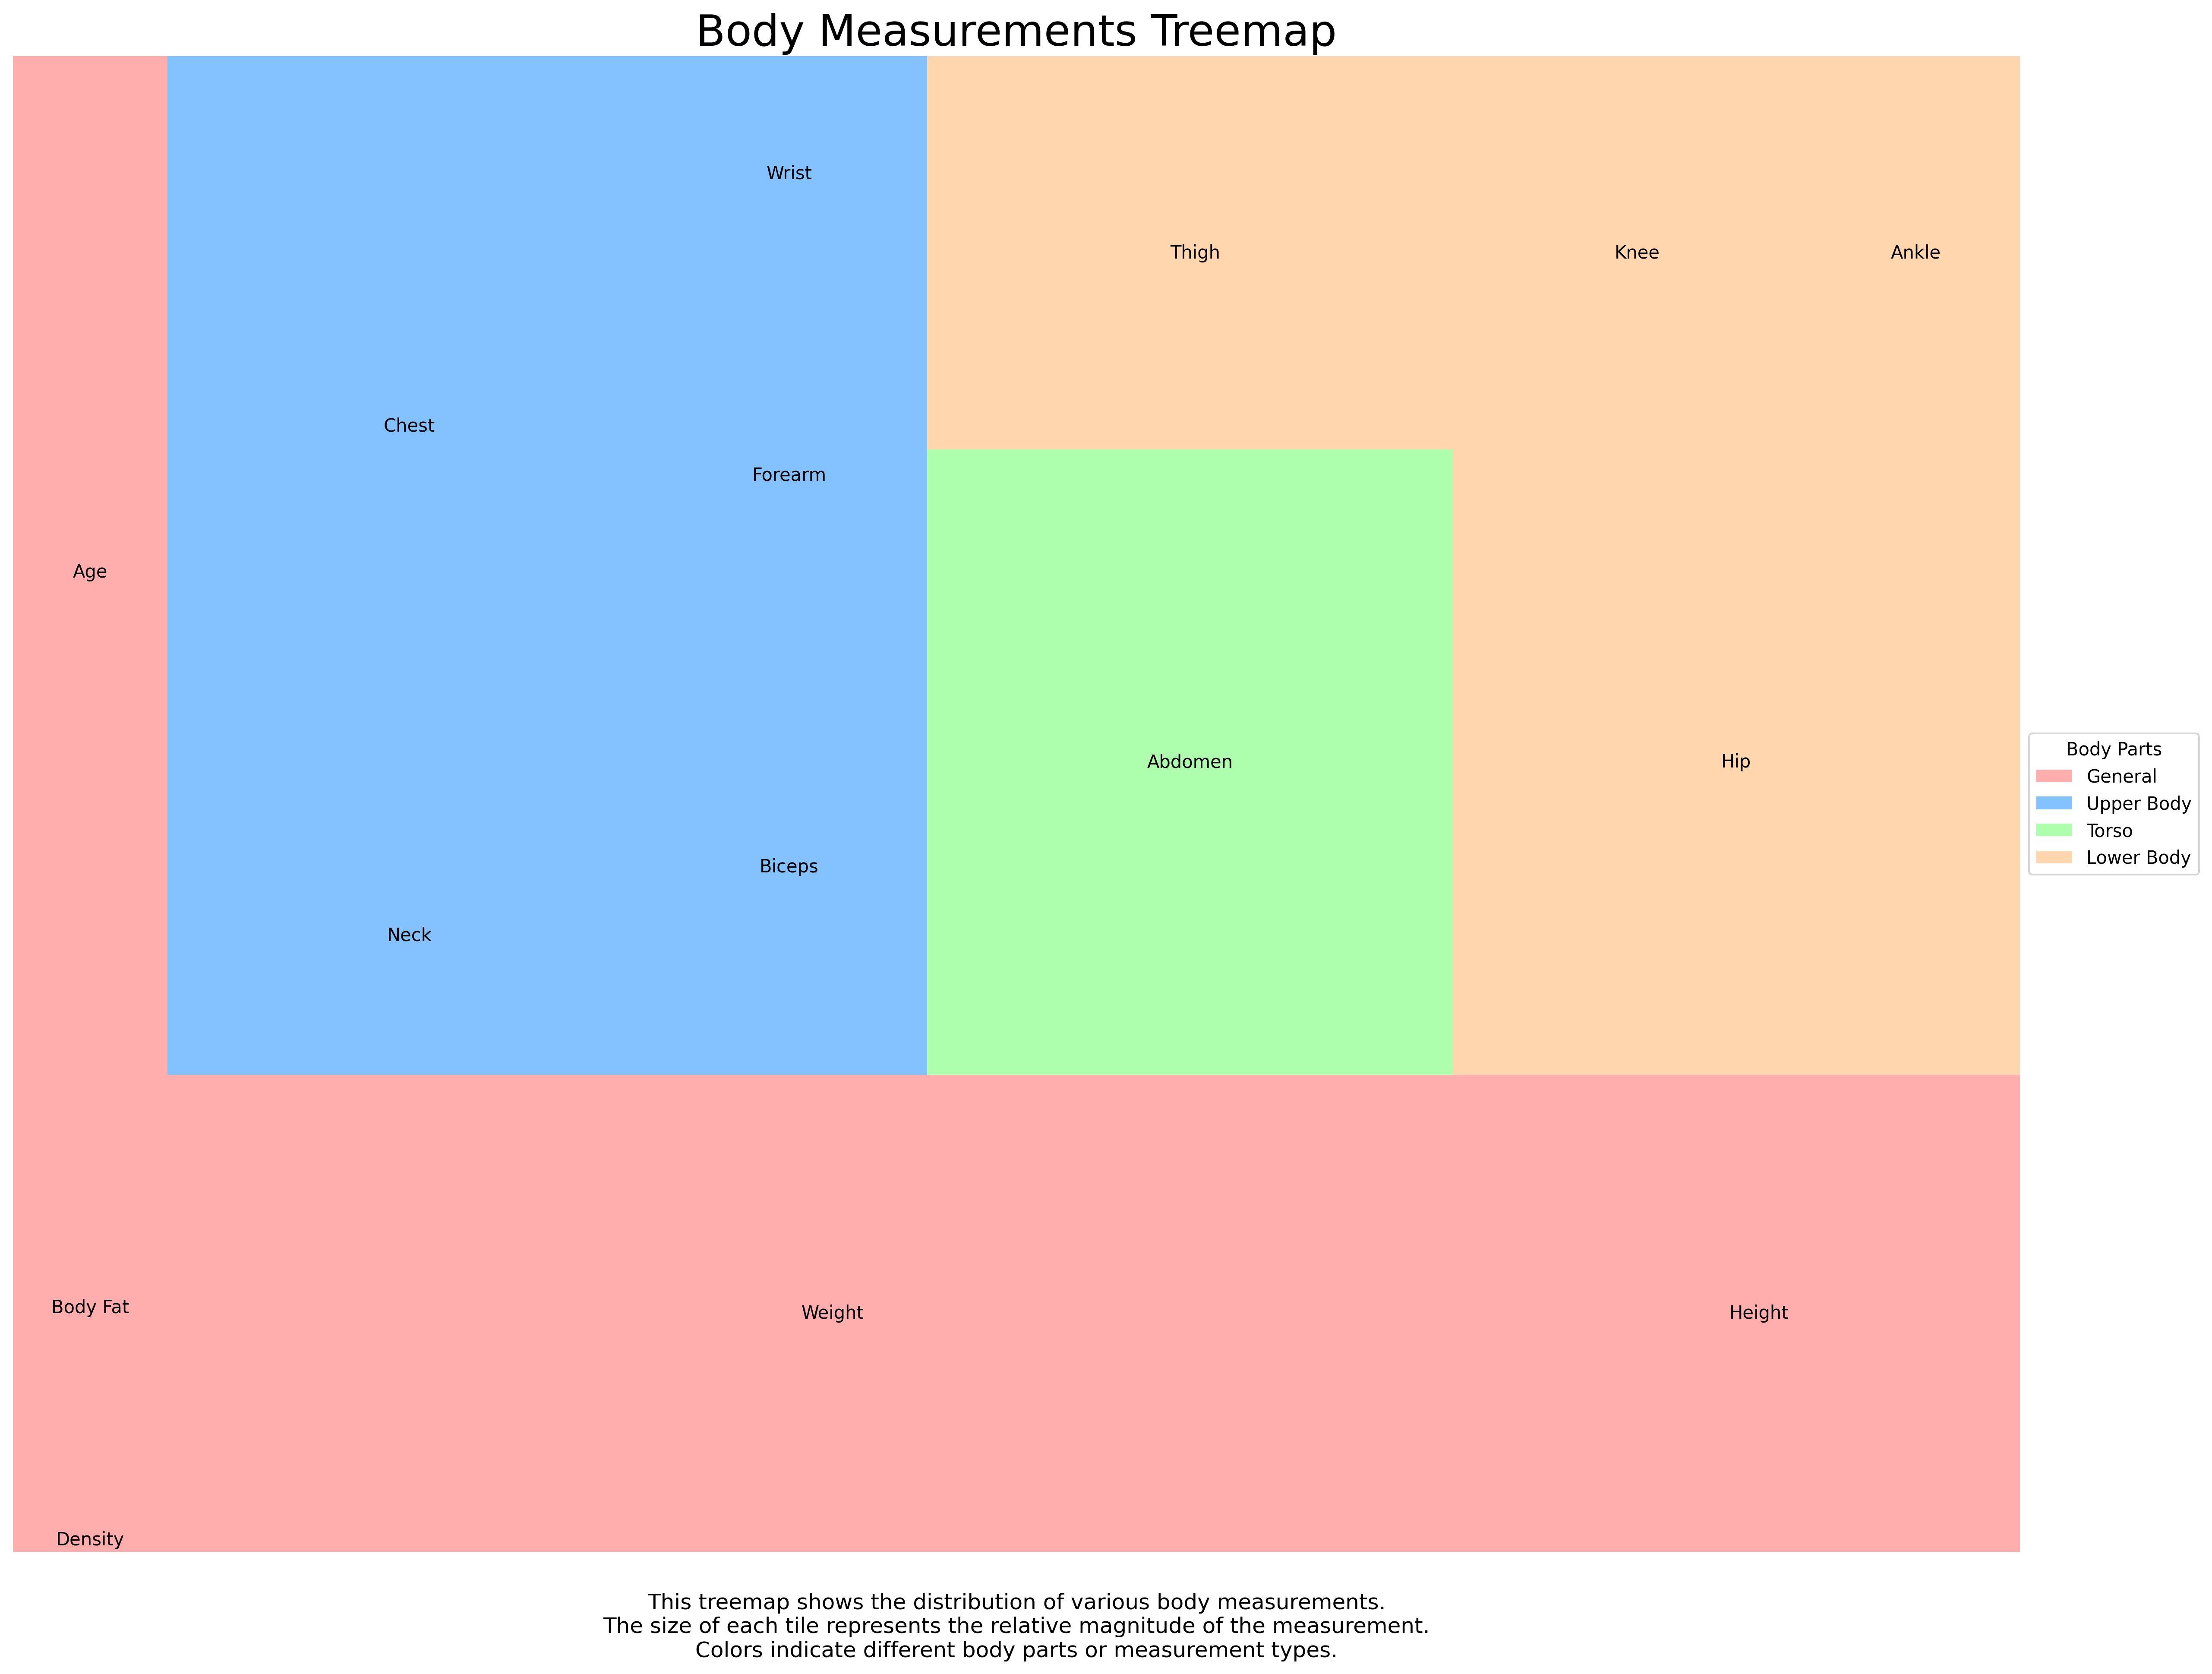 Body Measurements Treemap
Wrist
Thigh
Knee
Ankle
Chest
Forearm
Age
Abdomen
Hip
Biceps
Neck
Body Fat
Weight
Height
Density
Body Parts
General
Upper Body
Torso
Lower Body
This treemap shows the distribution of various body measurements.
The size of each tile represents the relative magnitude of the measurement.
Colors indicate different body parts or measurement types.